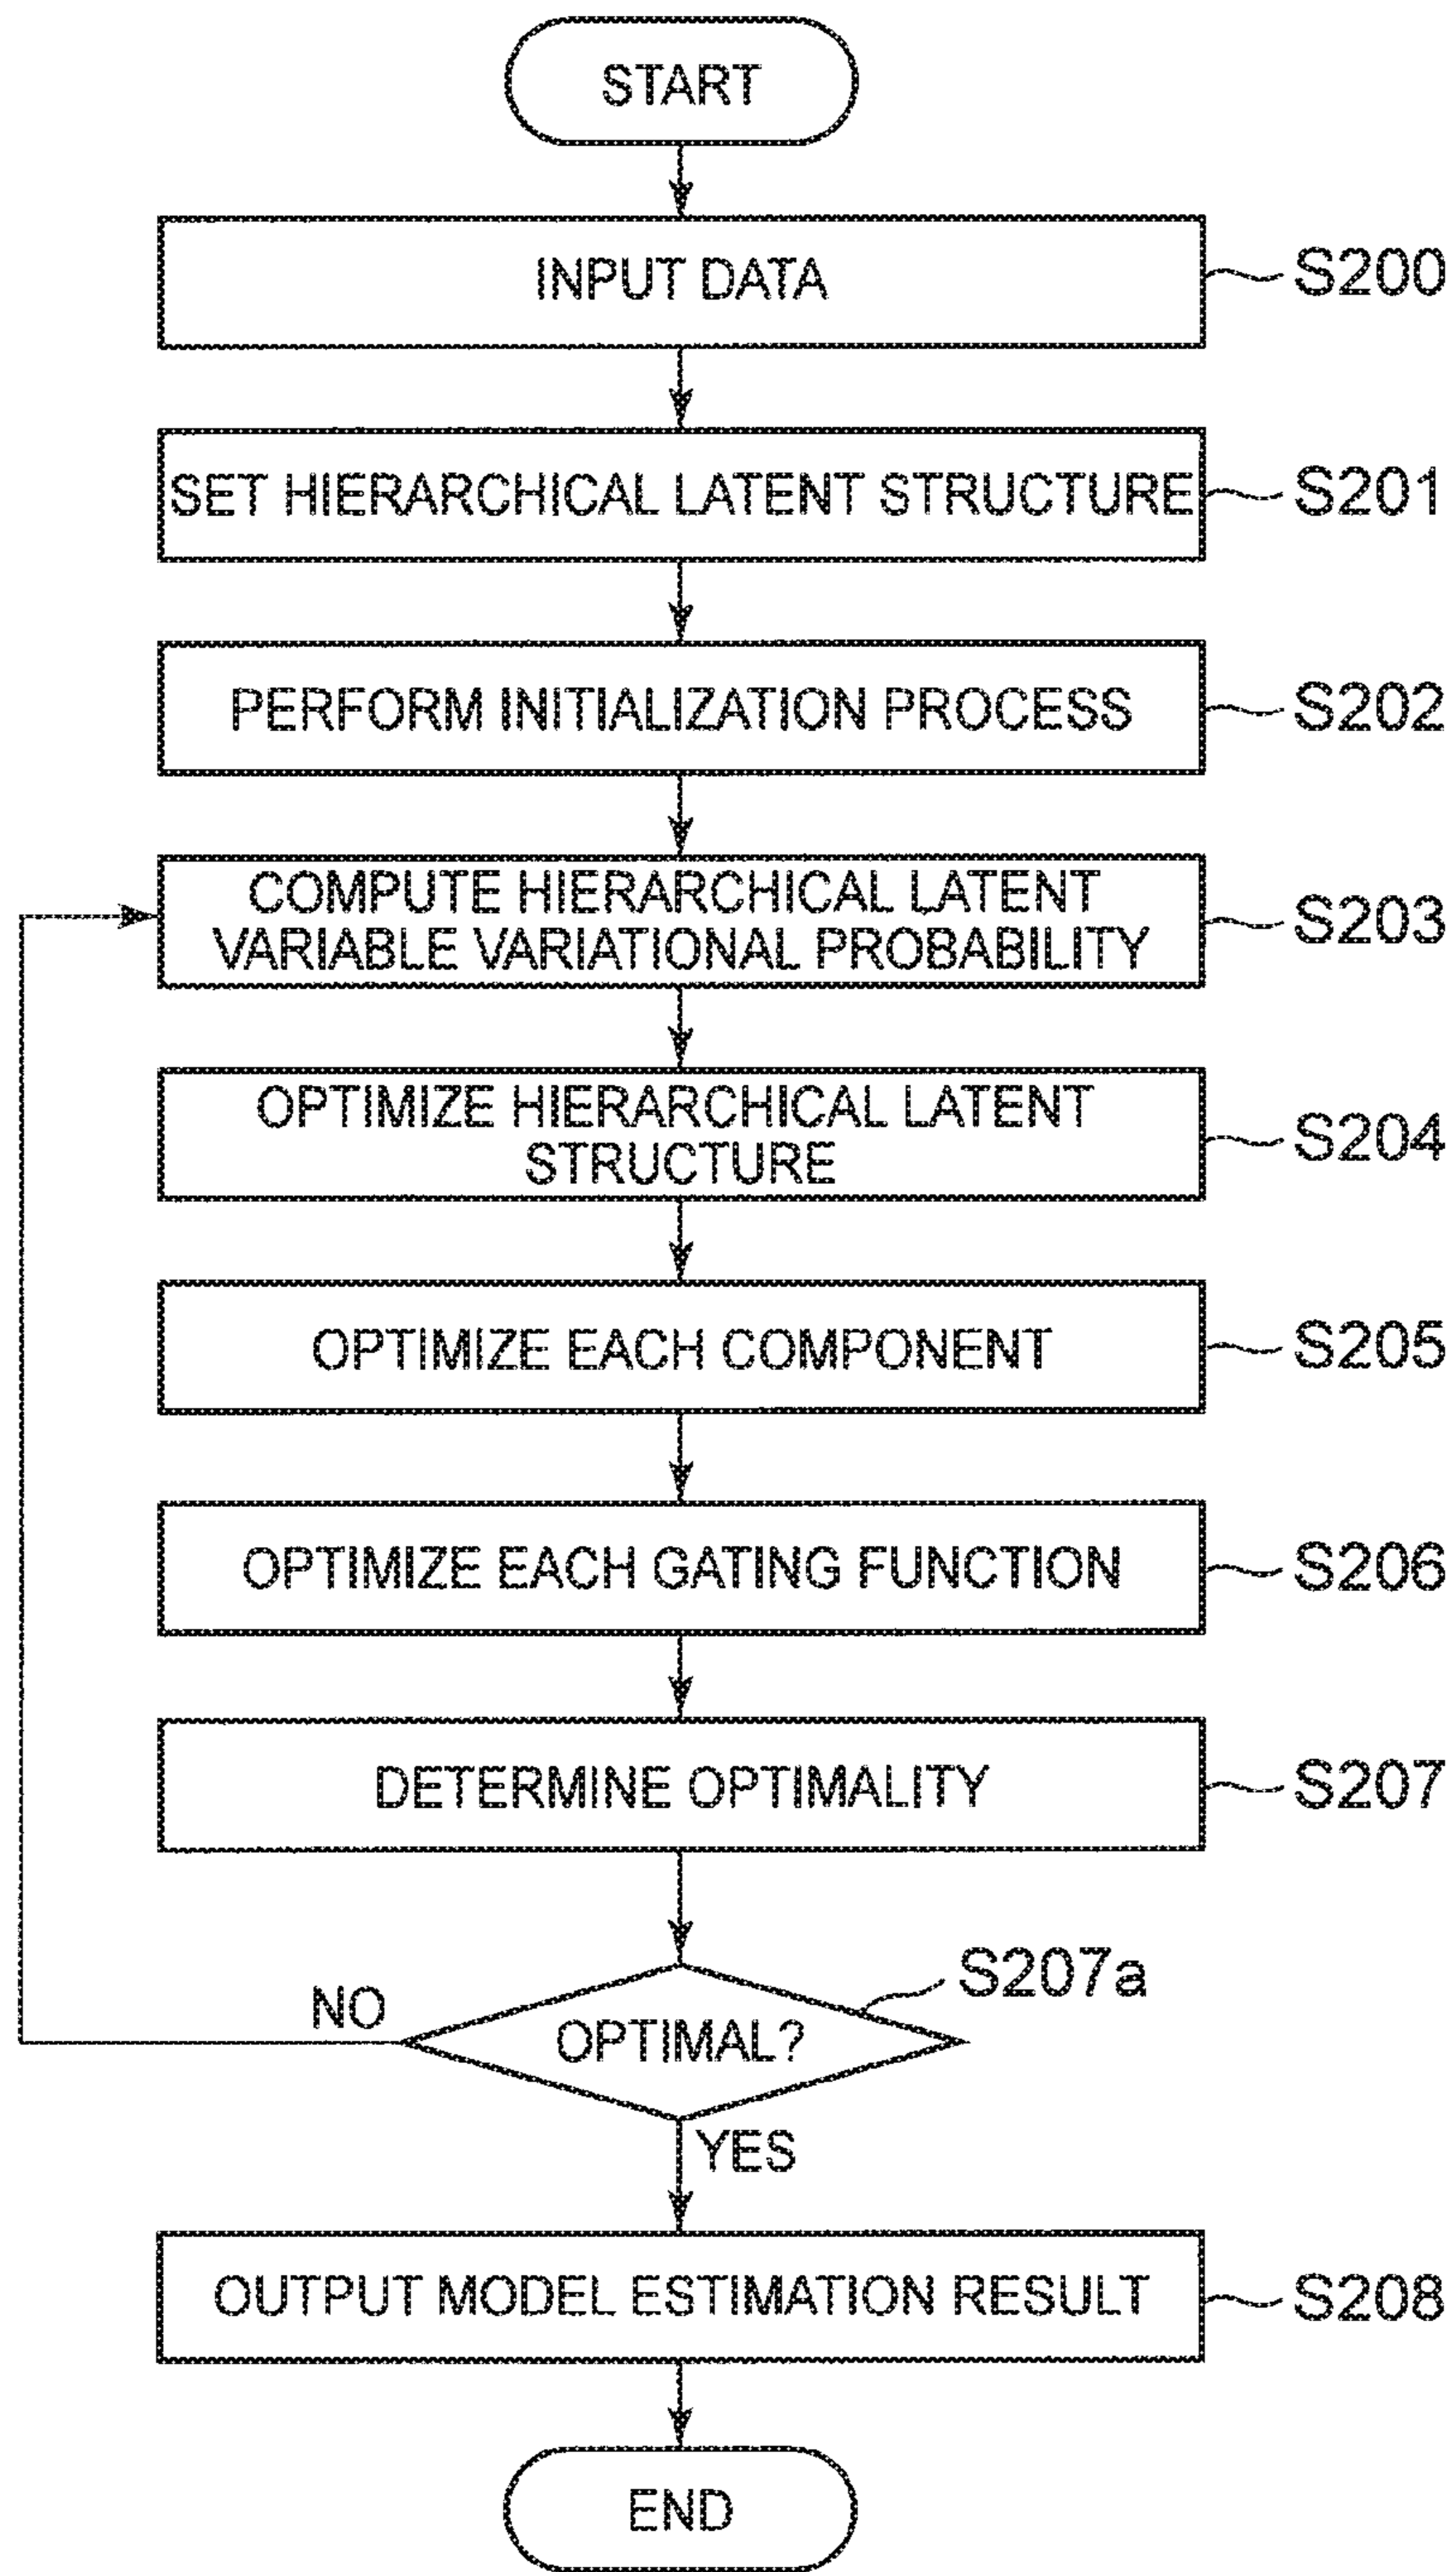 START
INPUT DATA
S200
SET HIERARCHICAL LATENT STRUCTURE
S201
PERFORM INITIALIZATION PROCESS
S202
COMPUTE HIERARCHICAL LATENT
VARIABLE VARIATIONAL PROBABILITY
S203
OPTIMIZE HIERARCHICAL LATENT
STRUCTURE
S204
OPTIMIZE EACH COMPONENT
S205
OPTIMIZE EACH GATING FUNCTION
S206
DETERMINE OPTIMALITY
S207
S207a
NO
OPTIMAL?
YES
OUTPUT MODEL ESTIMATION RESULT
S208
END